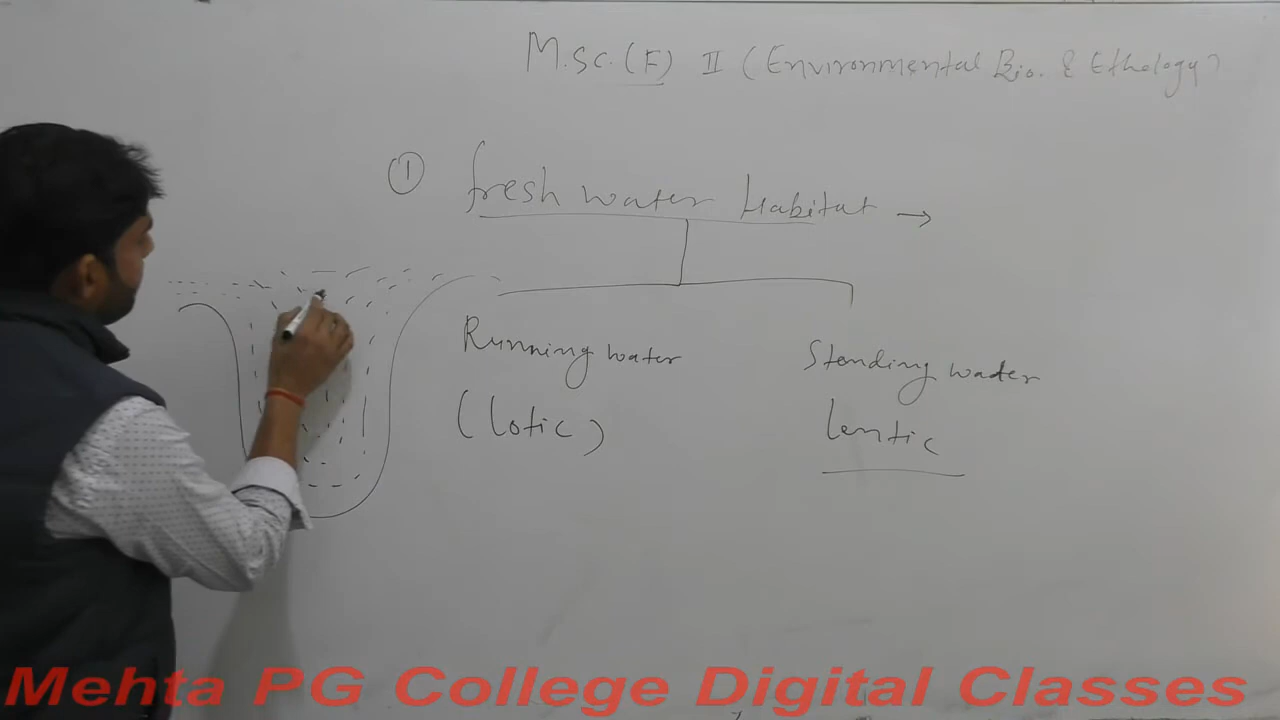 M.Sc. (F) II (Environmental Bio. & Ethology)
① fresh water Habitat →
Running water
Standing water
(Lotic)
Lentic
Mehta PG College Digital Classes